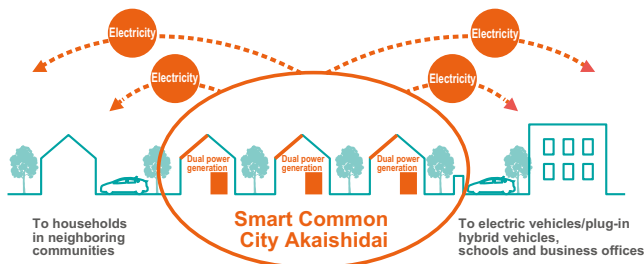 Electricity
Electricity
Electricity
Electricity
Dual power
generation
Dual power
generation
Dual power
generation
To households
in neighboring
communities
Smart Common
City Akaishidai
To electric vehicles/plug-in
hybrid vehicles,
schools and business offices